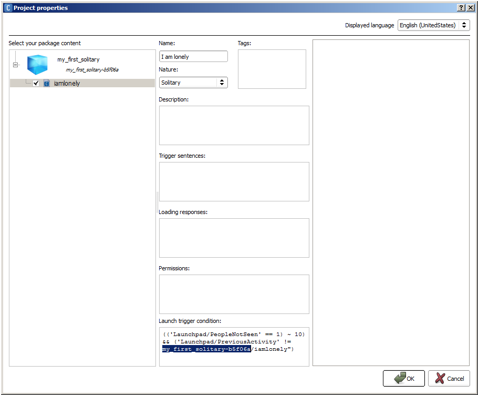 Project properties
Displayed language English (UnitedStates)
Select your package content
my_first_solitary
my_first_solitary-b5f06a
iamlonely
Name:
I am lonely
Nature:
Solitary
Tags:
Description:
Trigger sentences:
Loading responses:
Permissions:
Launch trigger condition:
(('Launchpad/PeopleNotSeen' == 1) ~ 10)
&& ('Launchpad/PreviousActivity' !=
my_first_solitary-b5f06a/iamlonely")
OK
Cancel